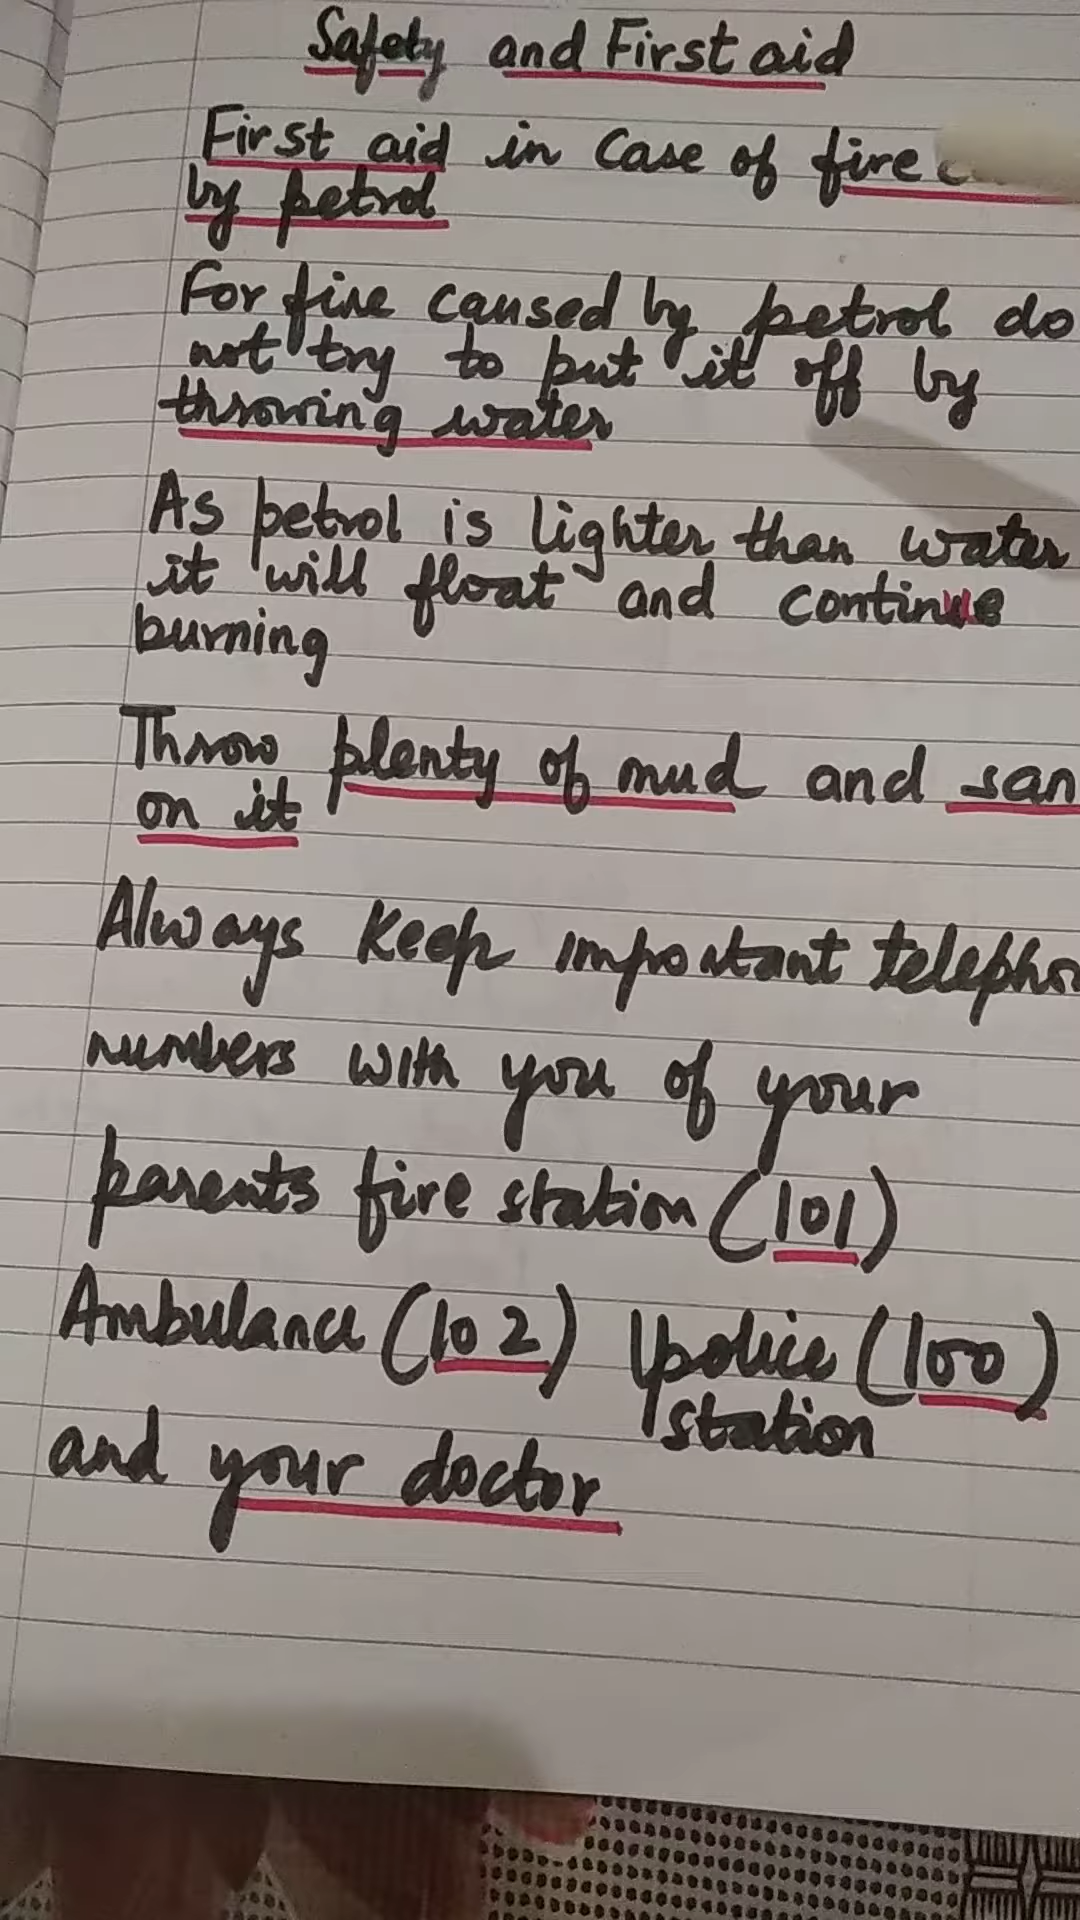 Safety and First aid
First aid in case of fire
by petrol
For fire caused by petrol do
not try to put it off by
throwing water
As petrol is lighter than water
it will float and continue
burning
Throw plenty of mud and san
on it
Always keep important telepho
numbers with you of your
parents fire station (101)
Ambulance (102) police (100)
station
and your doctor